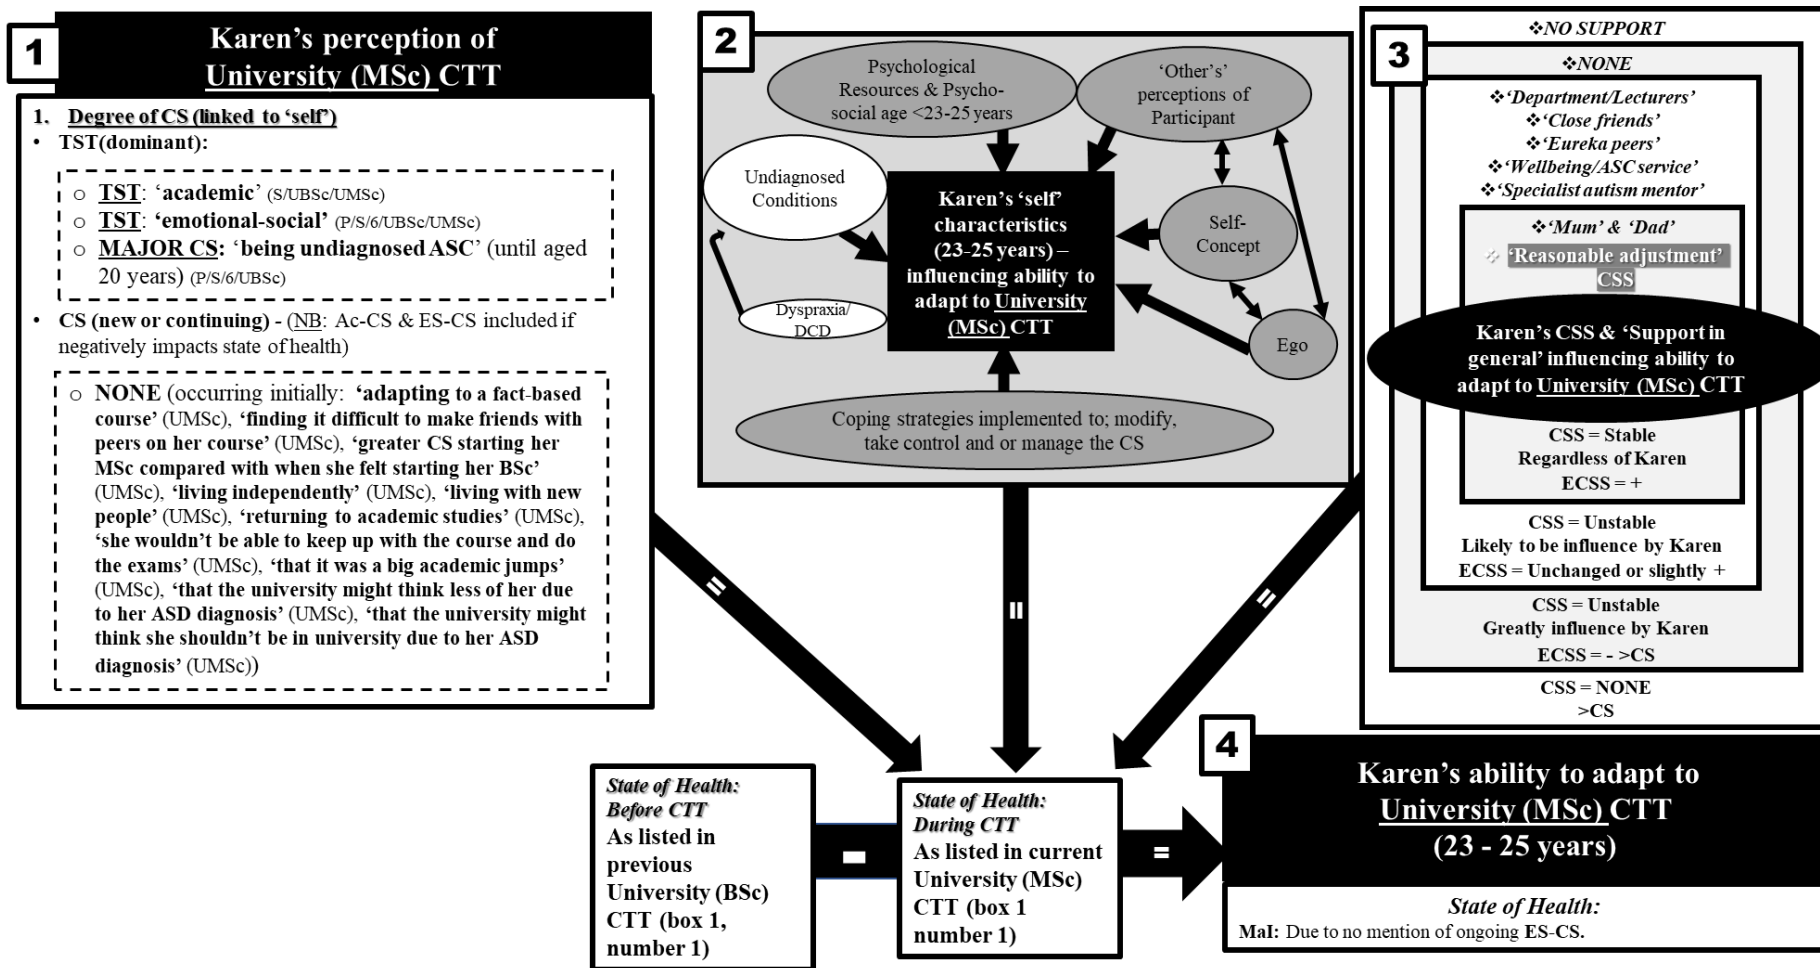 1
Karen's perception of
University (MSc) CTT
1. Degree of CS (linked to 'self')
• TST(dominant):
o TST: 'academic' (S/UBSc/UMSc)
o TST: 'emotional-social' (P/S/6/UBSc/UMSc)
o MAJOR CS: 'being undiagnosed ASC' (until aged
20 years) (P/S/6/UBSc)
• CS (new or continuing) - (NB: Ac-CS & ES-CS included if
negatively impacts state of health)
o NONE (occurring initially: 'adapting to a fact-based
course' (UMSc), 'finding it difficult to make friends with
peers on her course' (UMSc), 'greater CS starting her
MSc compared with when she felt starting her BSc'
(UMSc), 'living independently' (UMSc), 'living with new
people' (UMSc), 'returning to academic studies' (UMSc),
'she wouldn't be able to keep up with the course and do
the exams' (UMSc), 'that it was a big academic jumps'
(UMSc), 'that the university might think less of her due
to her ASD diagnosis' (UMSc), 'that the university might
think she shouldn't be in university due to her ASD
diagnosis' (UMSc))
2
Psychological
Resources & Psycho-
social age <23-25 years
'Other's'
perceptions of
Participant
Undiagnosed
Conditions
Karen's 'self'
characteristics
(23-25 years) –
influencing ability to
adapt to University
(MSc) CTT
Self-
Concept
Dyspraxia/
DCD
Ego
Coping strategies implemented to; modify,
take control and or manage the CS
3
❖NO SUPPORT
❖NONE
❖'Department/Lecturers'
❖'Close friends'
❖'Eureka peers'
❖'Wellbeing/ASC service'
❖'Specialist autism mentor'
❖'Mum' & 'Dad'
❖ 'Reasonable adjustment'
CSS
Karen's CSS & 'Support in
general' influencing ability to
adapt to University (MSc) CTT
CSS = Stable
Regardless of Karen
ECSS = +
CSS = Unstable
Likely to be influence by Karen
ECSS = Unchanged or slightly +
CSS = Unstable
Greatly influence by Karen
ECSS = - >CS
CSS = NONE
>CS
=
=
=
State of Health:
Before CTT
As listed in
previous
University (BSc)
CTT (box 1,
number 1)
-
State of Health:
During CTT
As listed in current
University (MSc)
CTT (box 1
number 1)
=
4
Karen's ability to adapt to
University (MSc) CTT
(23 - 25 years)
State of Health:
MaI: Due to no mention of ongoing ES-CS.